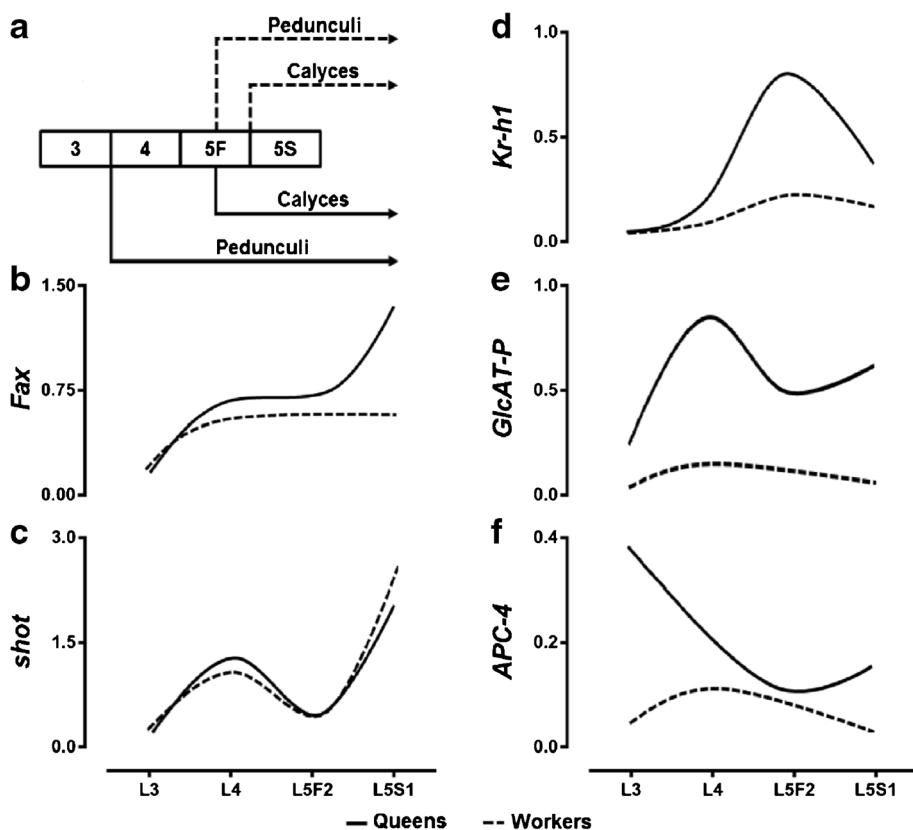 a
Pedunculi
Calyces
3 4 5F 5S
Calyces
Pedunculi
b
1.50
0.75
0.00
Fax
c
3.0
1.5
0.0
shot
L3 L4 L5F2 L5S1
d
1.0
0.5
0.0
Kr-h1
e
1.0
0.5
0.0
GlcAT-P
f
0.4
0.2
0.0
APC-4
L3 L4 L5F2 L5S1
Queens Workers